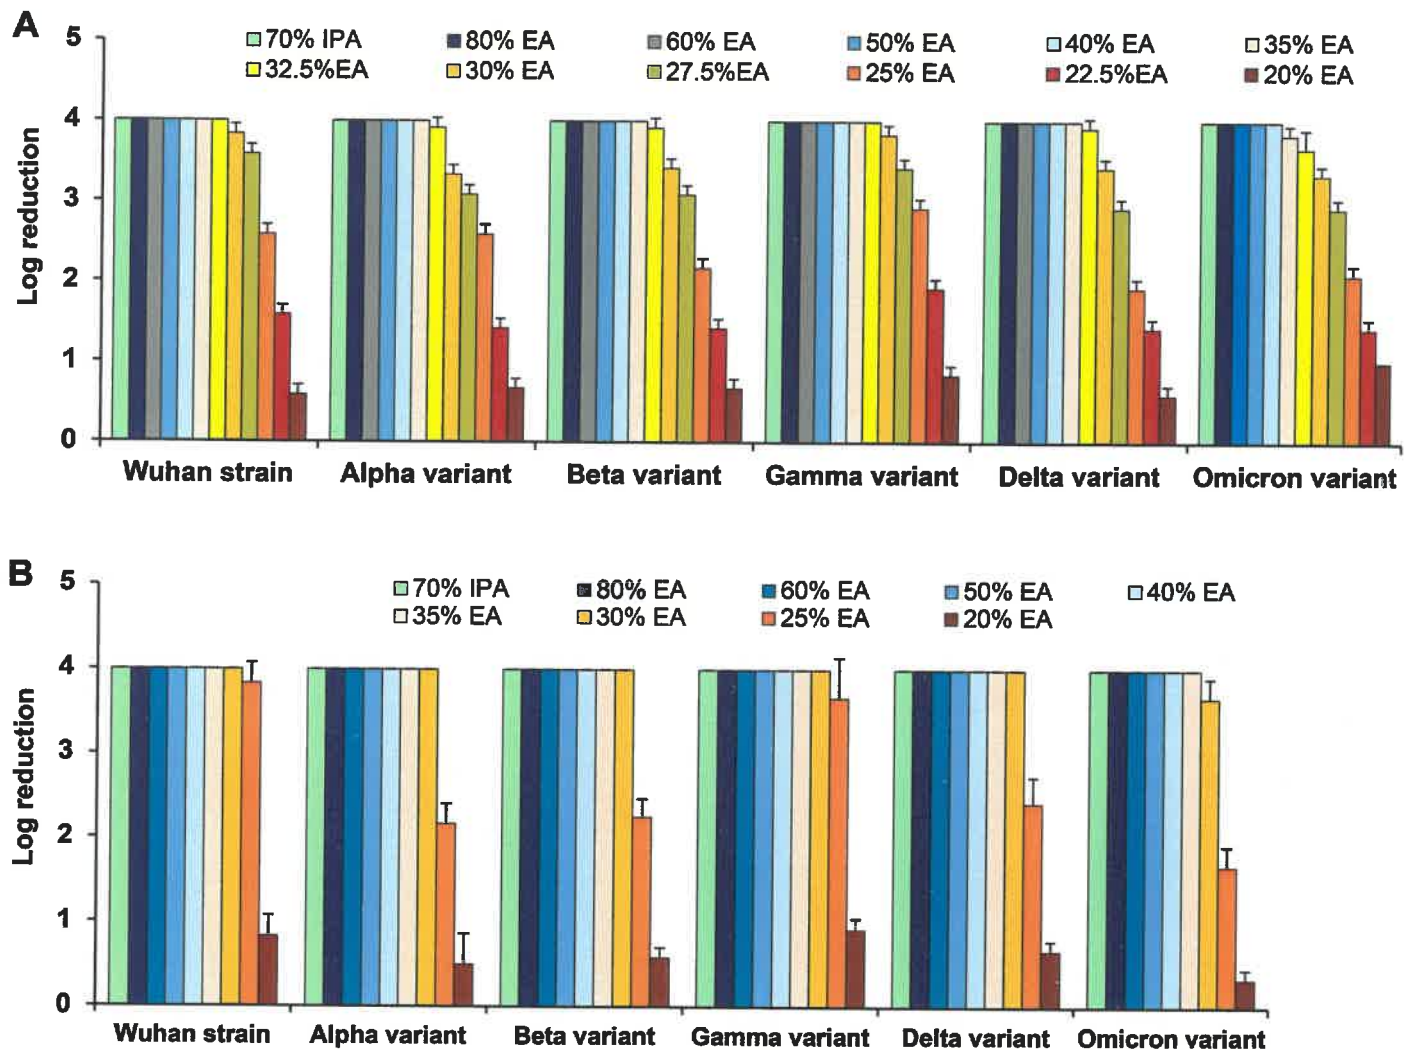 A
5
70% IPA 80% EA 60% EA 50% EA 40% EA 35% EA
32.5%EA 30% EA 27.5%EA 25% EA 22.5%EA 20% EA
4
3
2
1
0
Log reduction
Wuhan strain Alpha variant Beta variant Gamma variant Delta variant Omicron variant
B
5
70% IPA 80% EA 60% EA 50% EA 40% EA
35% EA 30% EA 25% EA 20% EA
4
3
2
1
0
Log reduction
Wuhan strain Alpha variant Beta variant Gamma variant Delta variant Omicron variant